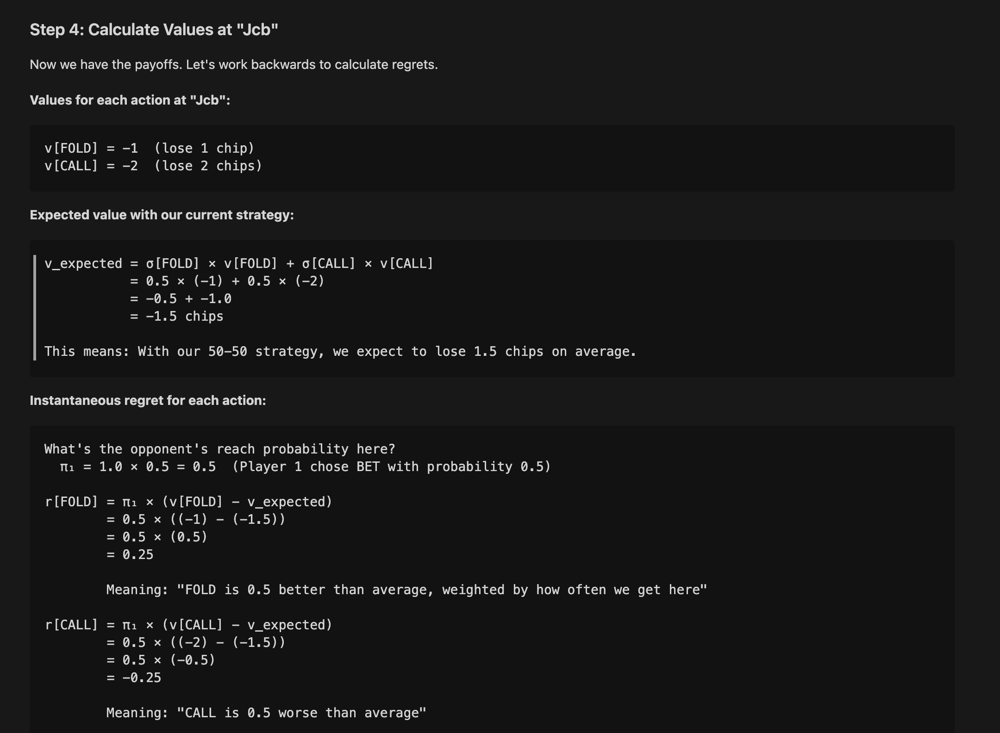 Step 4: Calculate Values at "Jcb"
Now we have the payoffs. Let's work backwards to calculate regrets.
Values for each action at "Jcb":
v[FOLD] = −1  (lose 1 chip)
v[CALL] = −2  (lose 2 chips)
Expected value with our current strategy:
v_expected = σ[FOLD] × v[FOLD] + σ[CALL] × v[CALL]
= 0.5 × (−1) + 0.5 × (−2)
= −0.5 + −1.0
= −1.5 chips
This means: With our 50−50 strategy, we expect to lose 1.5 chips on average.
Instantaneous regret for each action:
What's the opponent's reach probability here?
π₁ = 1.0 × 0.5 = 0.5  (Player 1 chose BET with probability 0.5)
r[FOLD] = π₁ × (v[FOLD] − v_expected)
= 0.5 × ((−1) − (−1.5))
= 0.5 × (0.5)
= 0.25
Meaning: "FOLD is 0.5 better than average, weighted by how often we get here"
r[CALL] = π₁ × (v[CALL] − v_expected)
= 0.5 × ((−2) − (−1.5))
= 0.5 × (−0.5)
= −0.25
Meaning: "CALL is 0.5 worse than average"